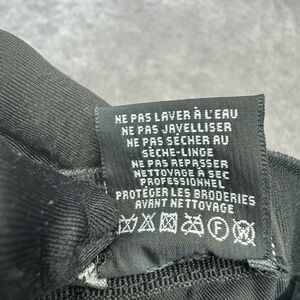 NE PAS LAVER À L'EAU
NE PAS JAVELLISER
NE PAS SÉCHER AU
SÈCHE-LINGE
NE PAS REPASSER
NETTOYAGE À SEC
PROFESSIONNEL
PROTÉGER LES BRODERIES
AVANT NETTOYAGE
F W